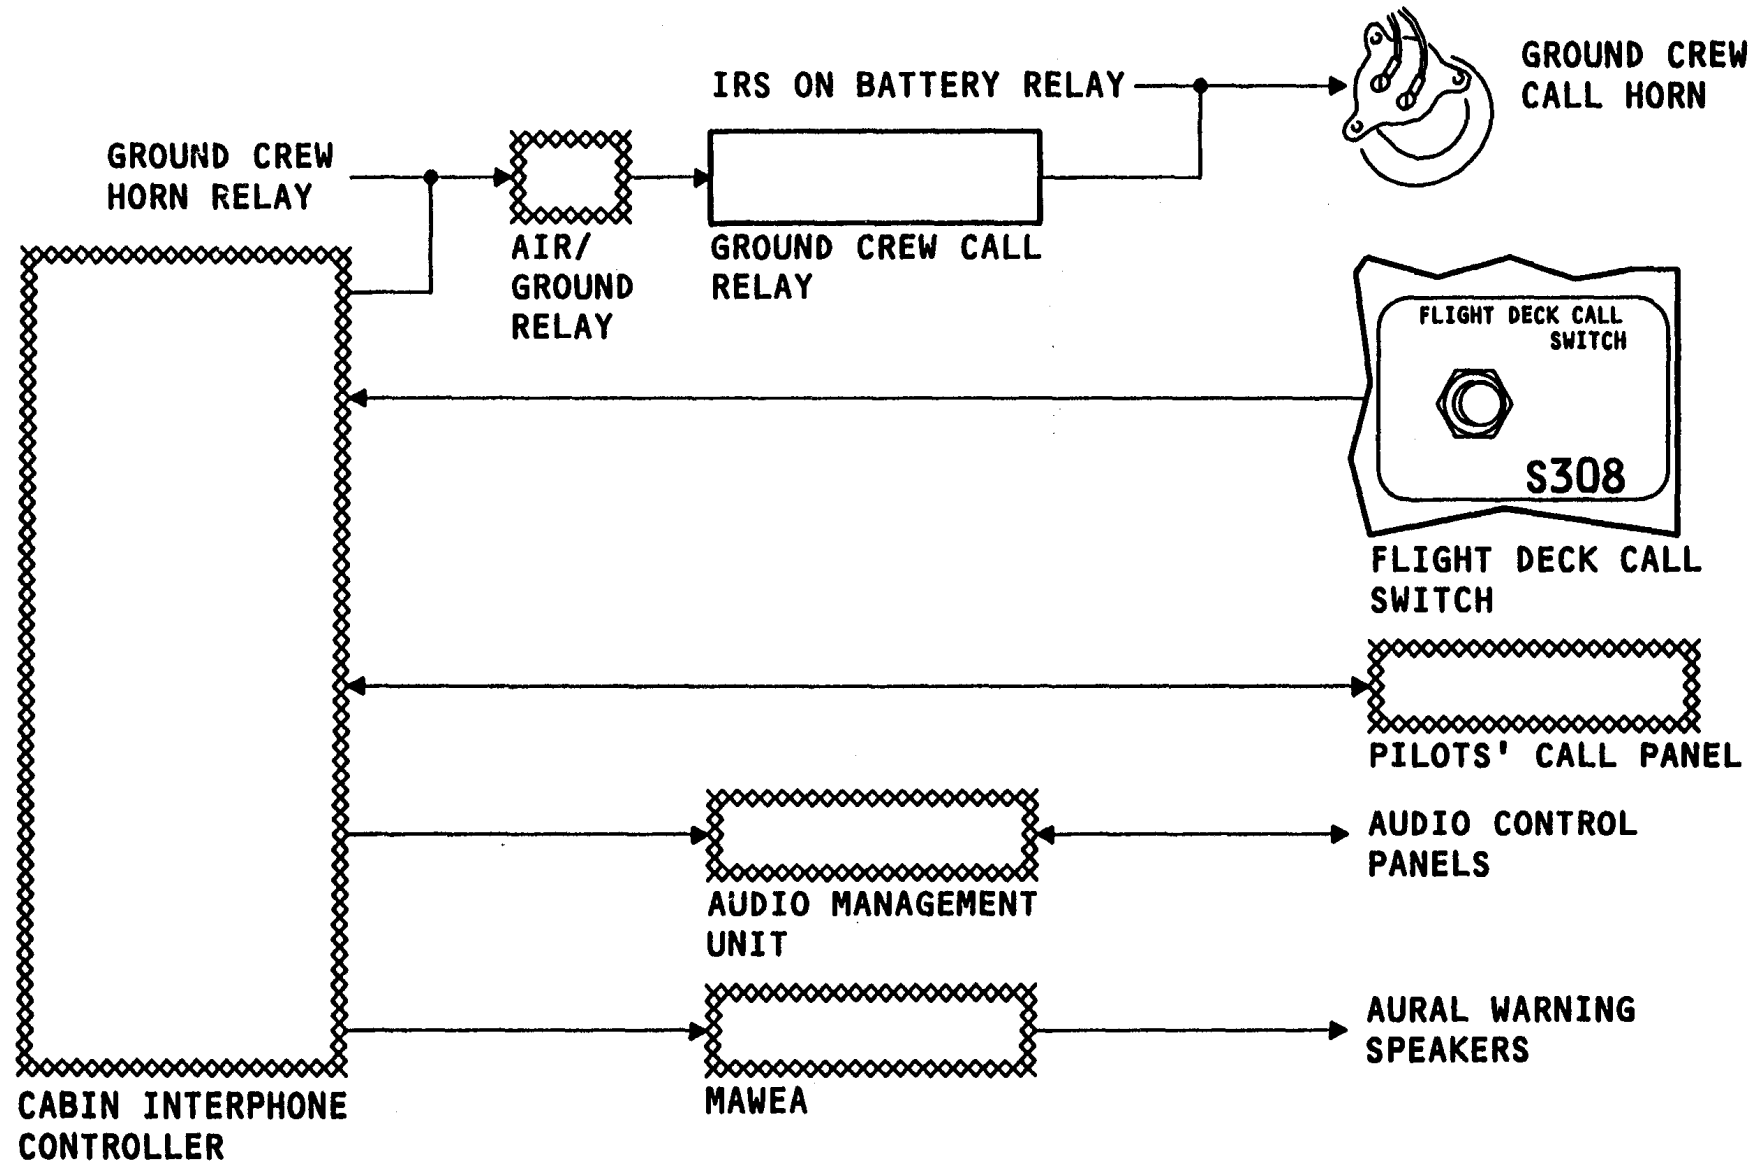 GROUND CREW
CALL HORN
IRS ON BATTERY RELAY
GROUND CREW
HORN RELAY
AIR/
GROUND
RELAY
GROUND CREW CALL
RELAY
FLIGHT DECK CALL
SWITCH
S308
FLIGHT DECK CALL
SWITCH
PILOTS' CALL PANEL
AUDIO CONTROL
PANELS
AUDIO MANAGEMENT
UNIT
AURAL WARNING
SPEAKERS
MAWEA
CABIN INTERPHONE
CONTROLLER